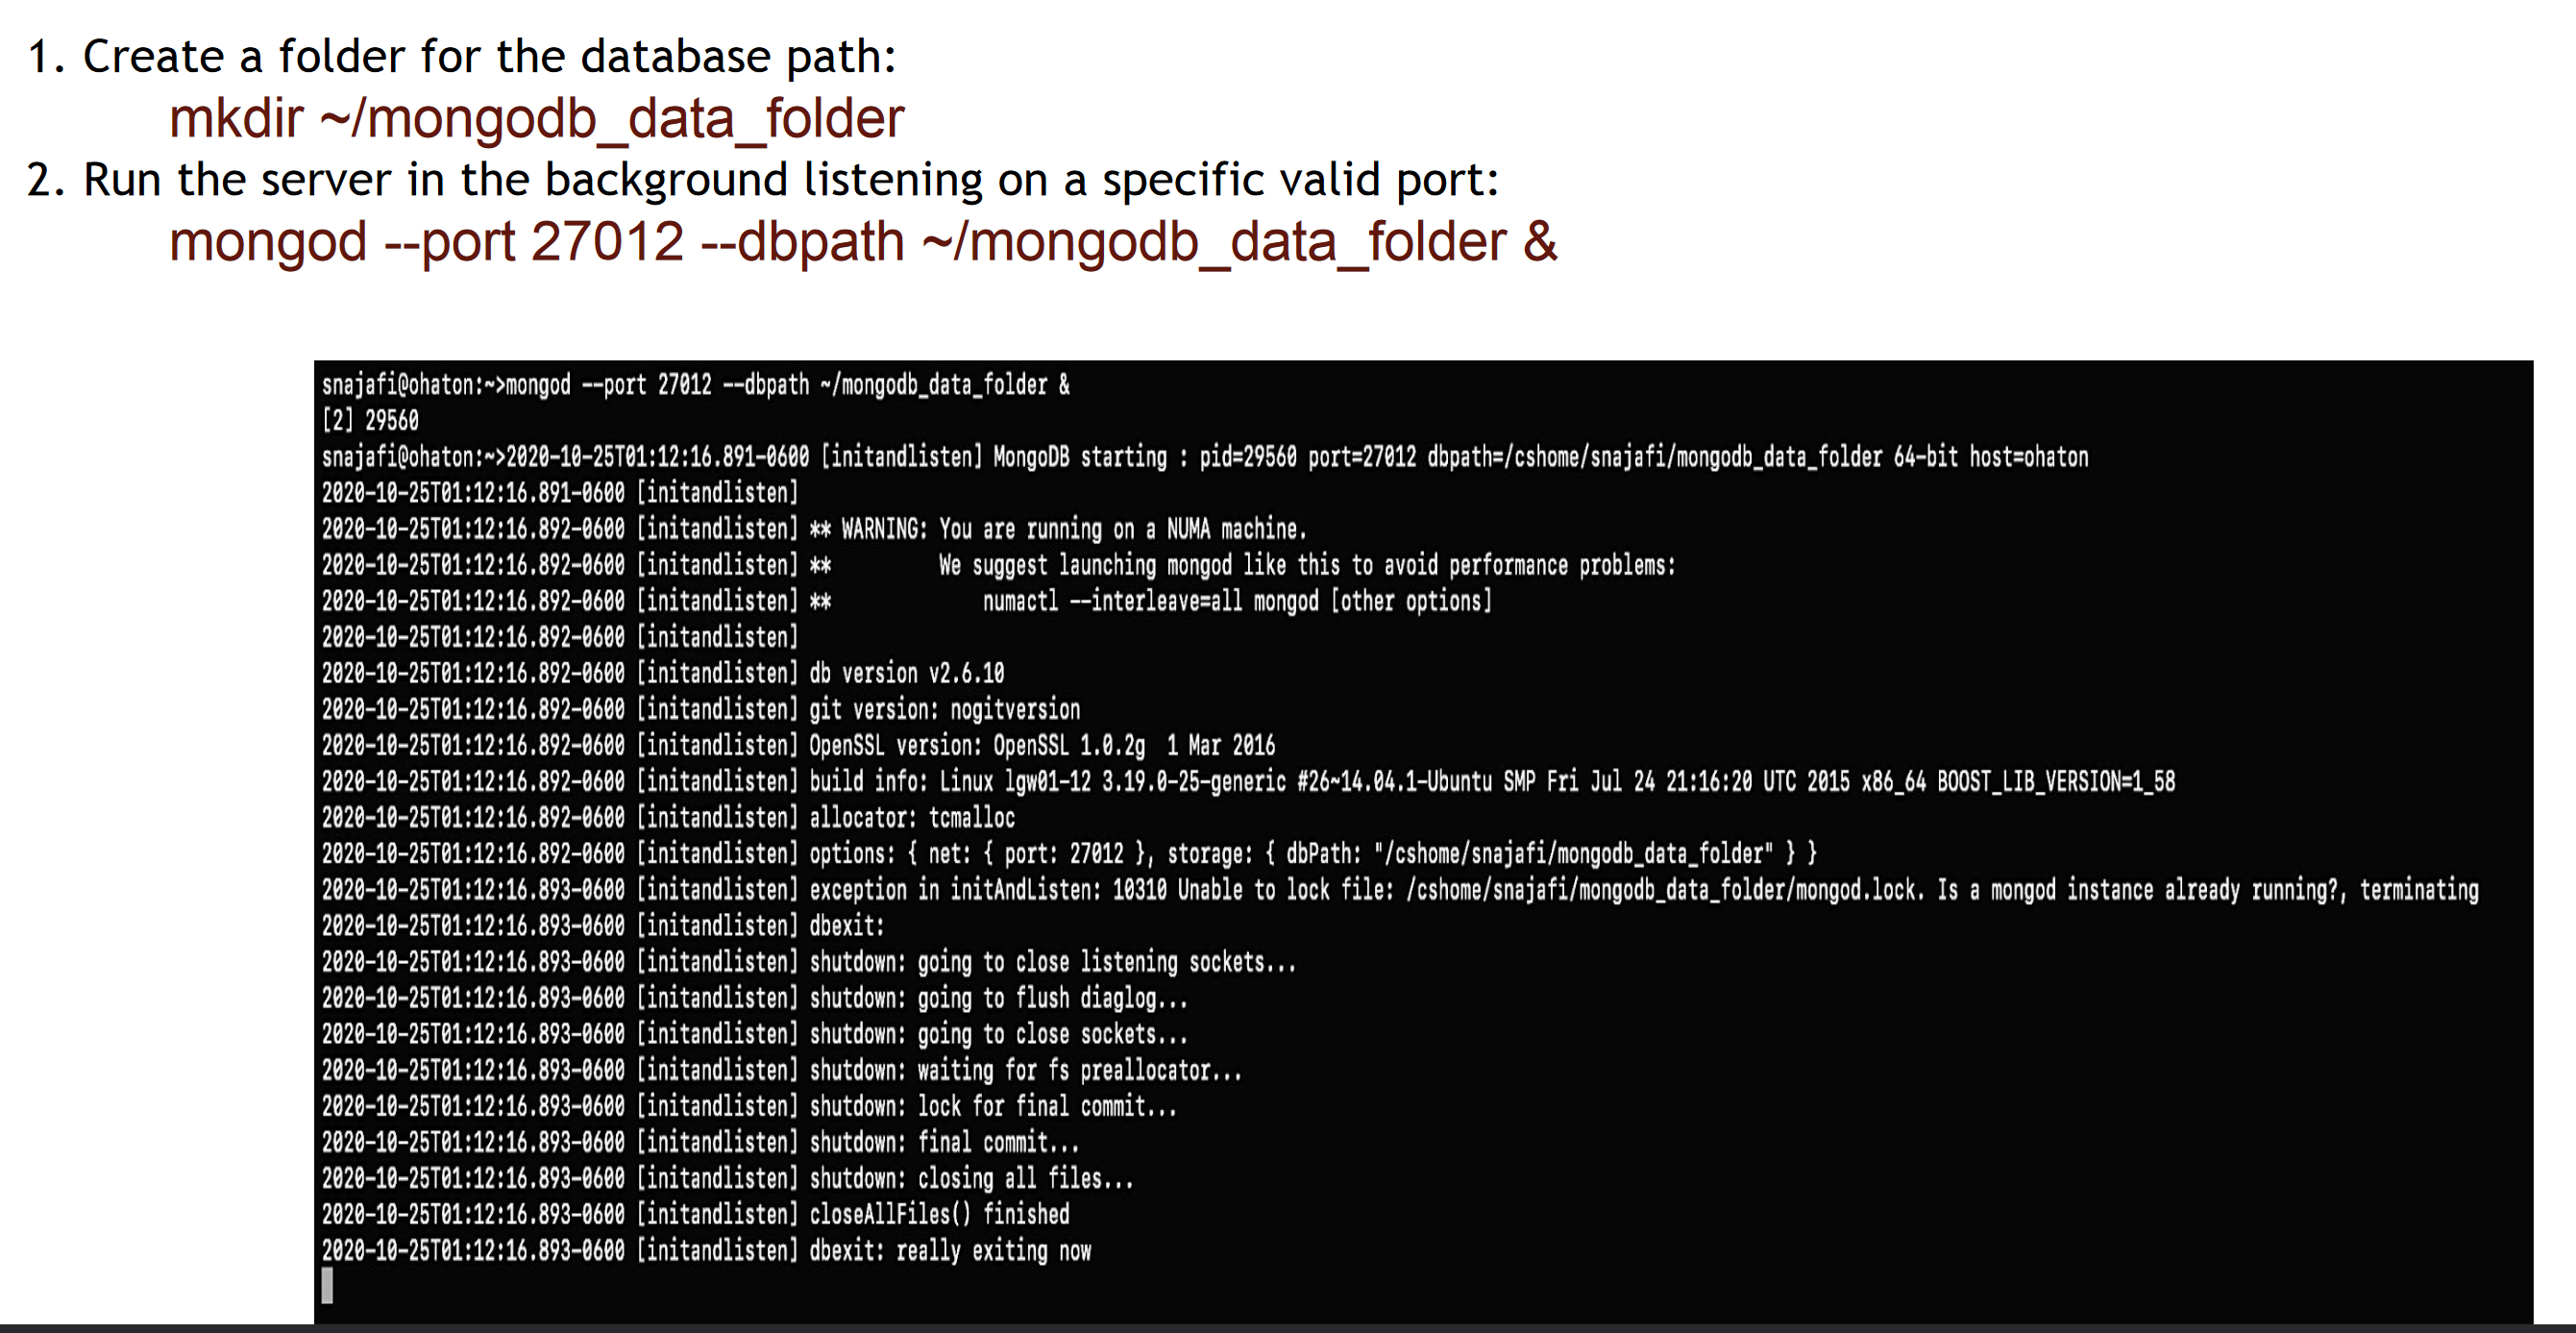 1. Create a folder for the database path:
mkdir ~/mongodb_data_folder
2. Run the server in the background listening on a specific valid port:
mongod --port 27012 --dbpath ~/mongodb_data_folder &
snajafi@ohaton:~>mongod --port 27012 --dbpath ~/mongodb_data_folder &
[2] 29560
snajafi@ohaton:~>2020-10-25T01:12:16.891-0600 [initandlisten] MongoDB starting : pid=29560 port=27012 dbpath=/cshome/snajafi/mongodb_data_folder 64-bit host=ohaton
2020-10-25T01:12:16.891-0600 [initandlisten]
2020-10-25T01:12:16.892-0600 [initandlisten] ** WARNING: You are running on a NUMA machine.
2020-10-25T01:12:16.892-0600 [initandlisten] **          We suggest launching mongod like this to avoid performance problems:
2020-10-25T01:12:16.892-0600 [initandlisten] **              numactl --interleave=all mongod [other options]
2020-10-25T01:12:16.892-0600 [initandlisten]
2020-10-25T01:12:16.892-0600 [initandlisten] db version v2.6.10
2020-10-25T01:12:16.892-0600 [initandlisten] git version: nogitversion
2020-10-25T01:12:16.892-0600 [initandlisten] OpenSSL version: OpenSSL 1.0.2g  1 Mar 2016
2020-10-25T01:12:16.892-0600 [initandlisten] build info: Linux lgw01-12 3.19.0-25-generic #26~14.04.1-Ubuntu SMP Fri Jul 24 21:16:20 UTC 2015 x86_64 BOOST_LIB_VERSION=1_58
2020-10-25T01:12:16.892-0600 [initandlisten] allocator: tcmalloc
2020-10-25T01:12:16.892-0600 [initandlisten] options: { net: { port: 27012 }, storage: { dbPath: "/cshome/snajafi/mongodb_data_folder" } }
2020-10-25T01:12:16.893-0600 [initandlisten] exception in initAndListen: 10310 Unable to lock file: /cshome/snajafi/mongodb_data_folder/mongod.lock. Is a mongod instance already running?, terminating
2020-10-25T01:12:16.893-0600 [initandlisten] dbexit:
2020-10-25T01:12:16.893-0600 [initandlisten] shutdown: going to close listening sockets...
2020-10-25T01:12:16.893-0600 [initandlisten] shutdown: going to flush diaglog...
2020-10-25T01:12:16.893-0600 [initandlisten] shutdown: going to close sockets...
2020-10-25T01:12:16.893-0600 [initandlisten] shutdown: waiting for fs preallocator...
2020-10-25T01:12:16.893-0600 [initandlisten] shutdown: lock for final commit...
2020-10-25T01:12:16.893-0600 [initandlisten] shutdown: final commit...
2020-10-25T01:12:16.893-0600 [initandlisten] shutdown: closing all files...
2020-10-25T01:12:16.893-0600 [initandlisten] closeAllFiles() finished
2020-10-25T01:12:16.893-0600 [initandlisten] dbexit: really exiting now